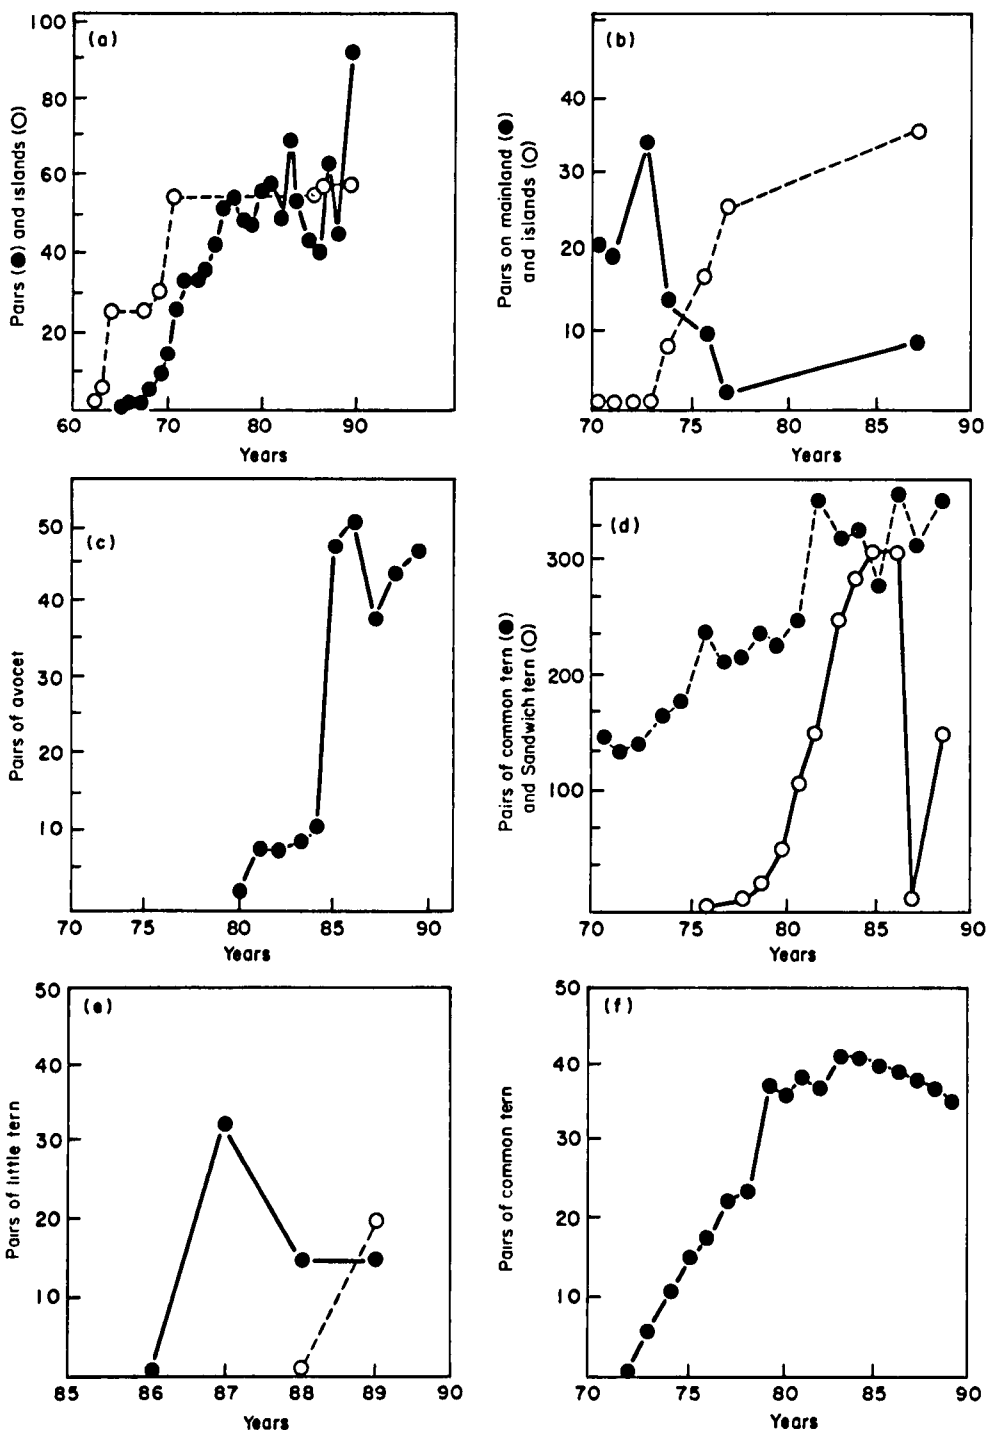 (a)
100
80
60
40
20
Pairs (●) and islands (○)
60 70 80 90
Years
(b)
40
30
20
10
Pairs on mainland (●)
and islands (○)
70 75 80 85 90
Years
(c)
50
40
30
20
10
Pairs of avocet
70 75 80 85 90
Years
(d)
300
200
100
Pairs of common tern (●)
and Sandwich tern (○)
70 75 80 85 90
Years
(e)
50
40
30
20
10
Pairs of little tern
85 86 87 88 89 90
Years
(f)
50
40
30
200
10
Pairs of common tern
70 75 80 85 90
Years